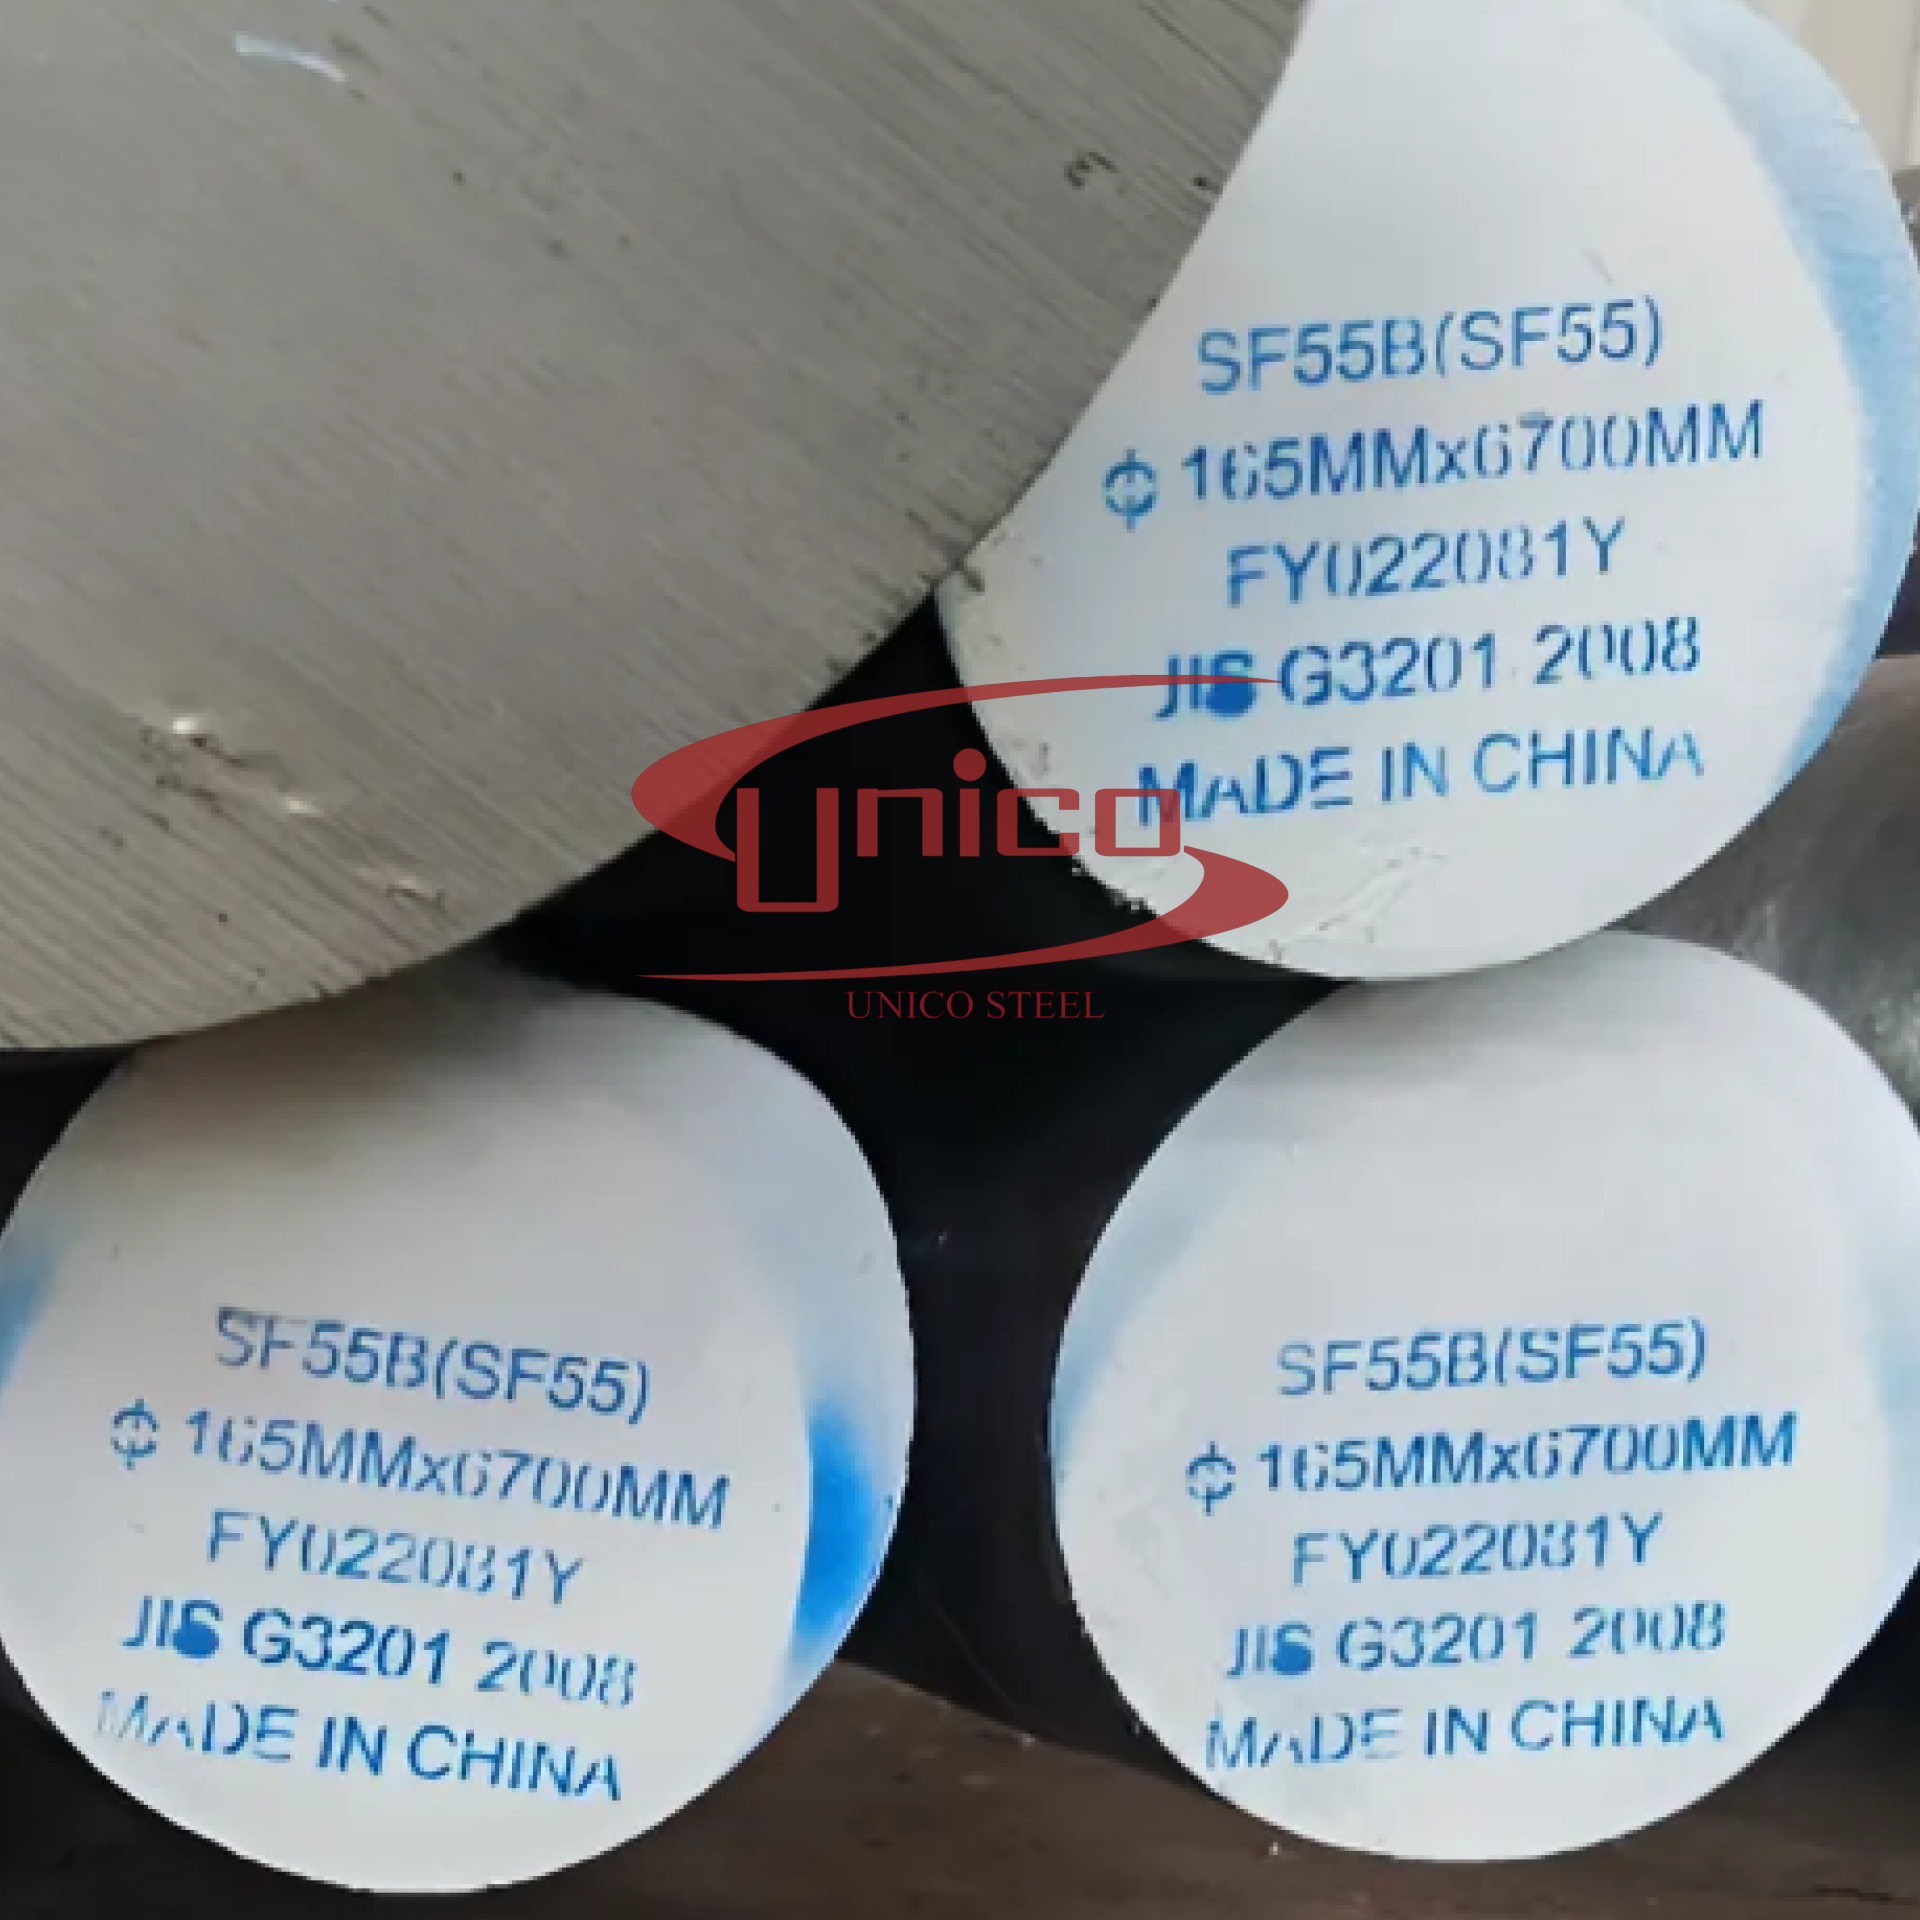 SF55B(SF55)
⌽ 165MMx6700MM
FY022081Y
JIS G3201 2008
MADE IN CHINA
unico
UNICO STEEL
SF55B(SF55)
⌽ 165MMx6700MM
FY022081Y
JIS G3201 2008
MADE IN CHINA
SF55B(SF55)
⌽ 165MMx6700MM
FY022081Y
JIS G3201 2008
MADE IN CHINA